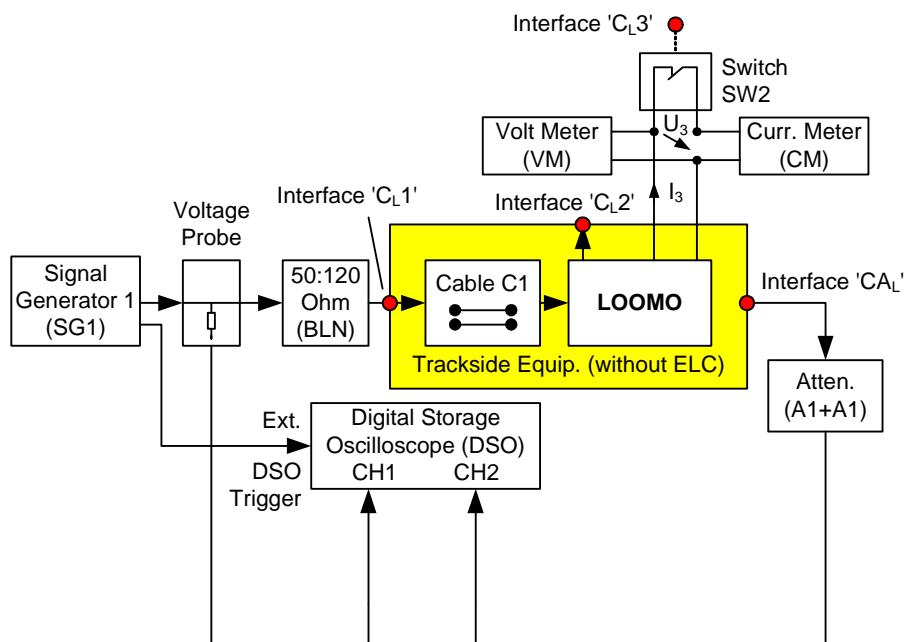 Interface 'CL3'
Switch
SW2
Volt Meter
(VM)
U3
Curr. Meter
(CM)
I3
Interface 'CL2'
Interface 'CL1'
Voltage
Probe
Signal
Generator 1
(SG1)
50:120
Ohm
(BLN)
Cable C1
LOOMO
Trackside Equip. (without ELC)
Interface 'CAL'
Atten.
(A1+A1)
Ext.
DSO
Trigger
Digital Storage
Oscilloscope (DSO)
CH1 CH2